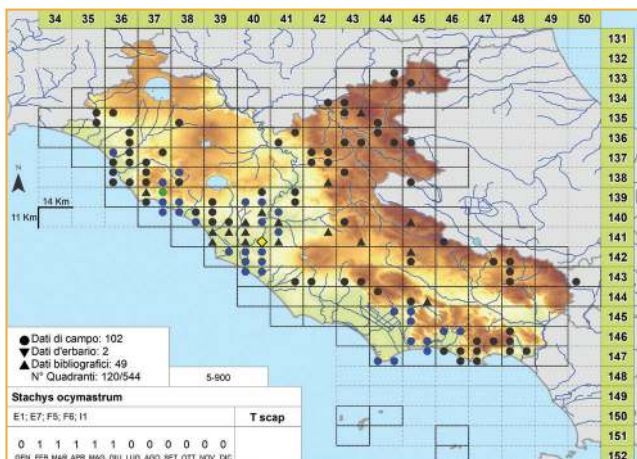 34 35 36 37 38 39 40 41 42 43 44 45 46 47 48 49 50
131
132
133
134
135
136
137
138
139
140
141
142
143
144
145
146
147
148
149
150
151
152
N
14 Km
11 Km
Dati di campo: 102
Dati d'erbario: 2
Dati bibliografici: 49
N° Quadranti: 120/544
5-900
Stachys ocymastrum
E1; E7; F5; F6; I1 T scap
0 1 1 1 1 1 0 0 0 0 0 0
GEN FEB MAR APR MAG GIU LUG AGO SET OTT NOV DIC